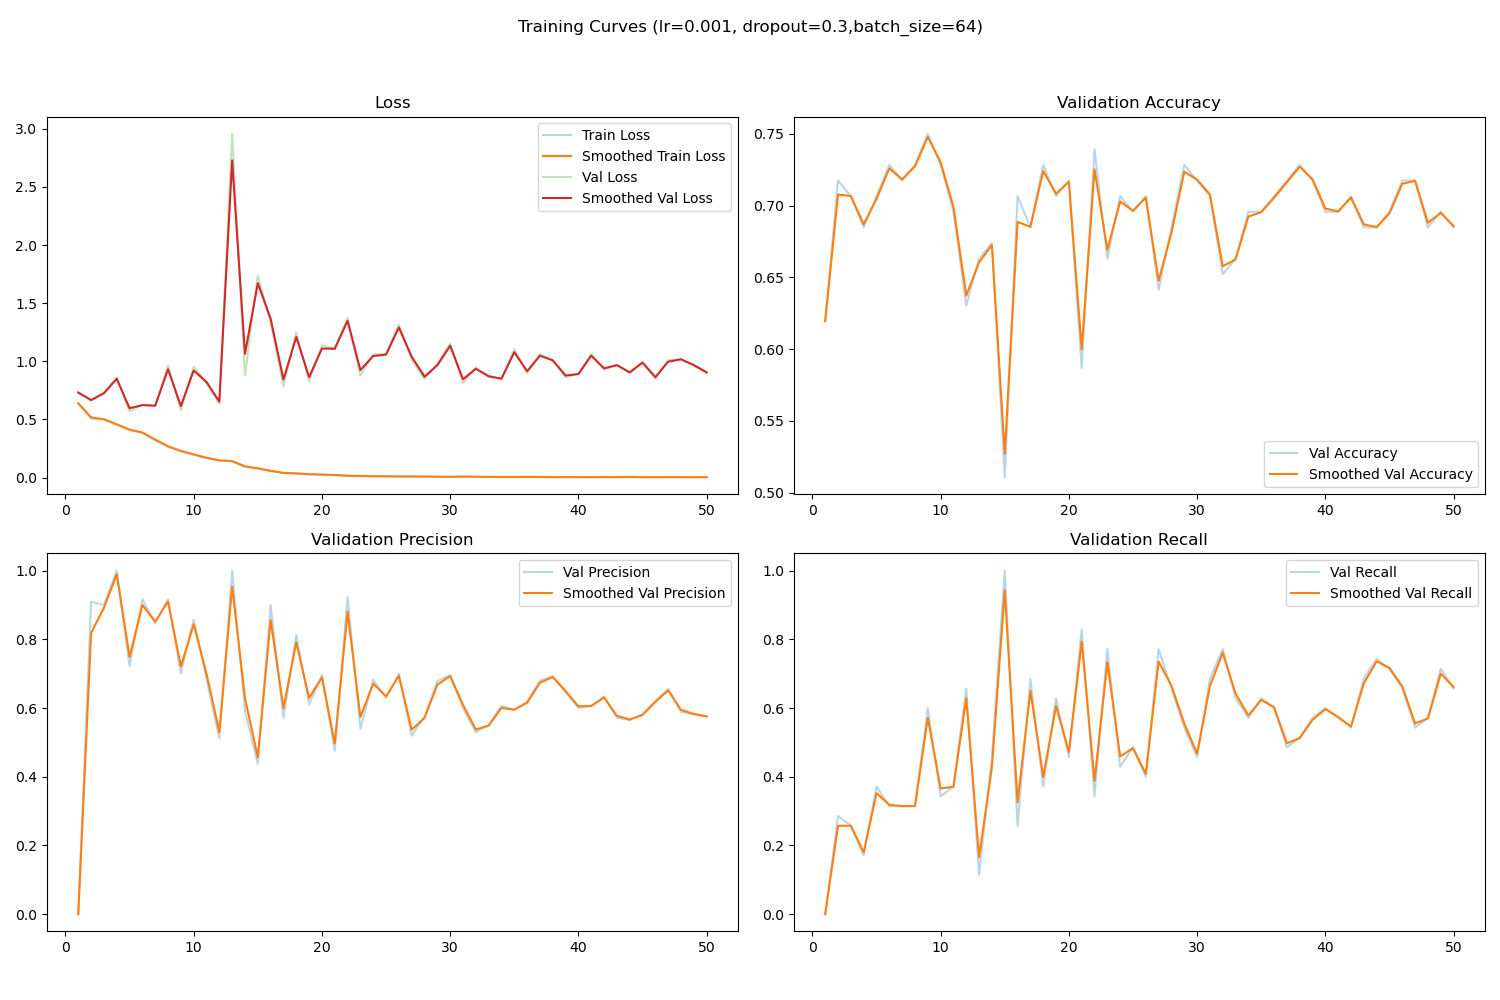 Training Curves (lr=0.001, dropout=0.3,batch_size=64)
Loss
3.0
2.5
2.0
1.5
1.0
0.5
0.0
0 10 20 30 40 50
Train Loss
Smoothed Train Loss
Val Loss
Smoothed Val Loss
Validation Accuracy
0.75
0.70
0.65
0.60
0.55
0.50
0 10 20 30 40 50
Val Accuracy
Smoothed Val Accuracy
Validation Precision
1.0
0.8
0.6
0.4
0.2
0.0
0 10 20 30 40 50
Val Precision
Smoothed Val Precision
Validation Recall
1.0
0.8
0.6
0.4
0.2
0.0
0 10 20 30 40 50
Val Recall
Smoothed Val Recall